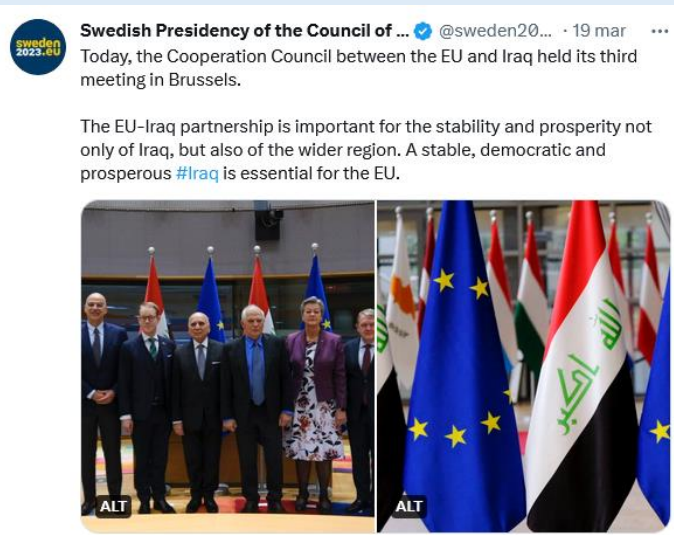 sweden
2023.eu
Swedish Presidency of the Council of ... @sweden20... · 19 mar ...
Today, the Cooperation Council between the EU and Iraq held its third
meeting in Brussels.
The EU-Iraq partnership is important for the stability and prosperity not
only of Iraq, but also of the wider region. A stable, democratic and
prosperous #Iraq is essential for the EU.
الله
اكبر
ALT
ALT